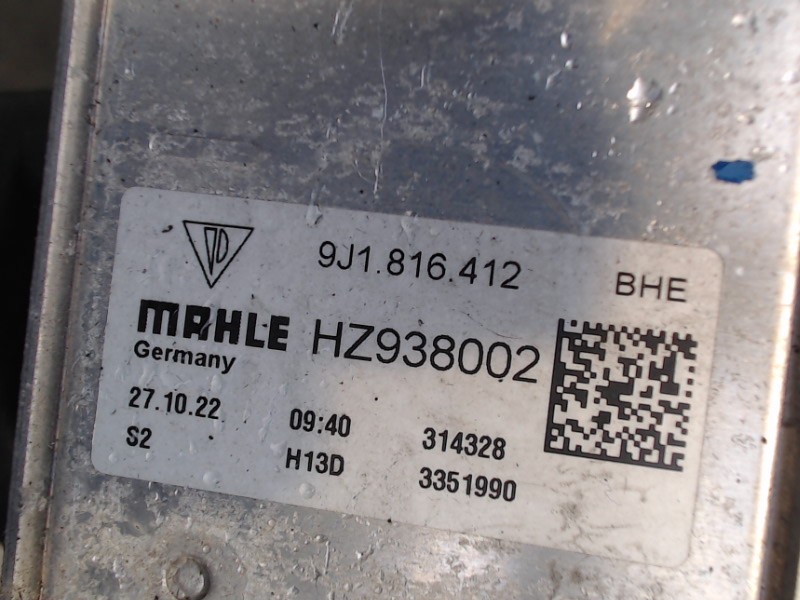 9J1.816.412 BHE
MAHLE HZ938002
Germany
27.10.22 09:40 314328
S2 H13D 3351990